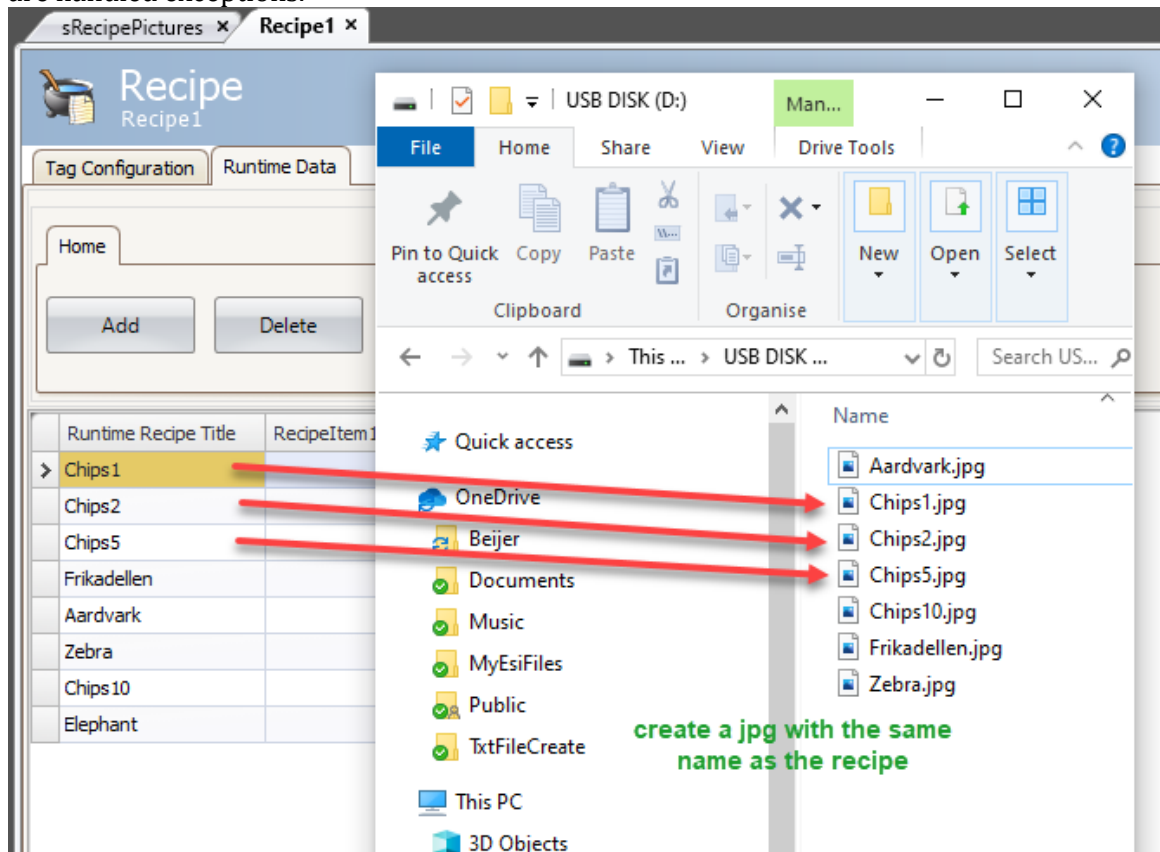 are handled exceptions.
sRecipePictures × Recipe1 ×
Recipe
Recipe1
Tag Configuration Runtime Data
Home
Add Delete
Runtime Recipe Title RecipeItem1
Chips1
Chips2
Chips5
Frikadellen
Aardvark
Zebra
Chips10
Elephant
USB DISK (D:) Man...
File Home Share View Drive Tools
Pin to Quick access
Copy
Paste
New
Open
Select
Clipboard Organise
This ... › USB DISK ... Search US...
Name
Quick access
OneDrive
Beijer
Documents
Music
MyEsiFiles
Public
TxtFileCreate
This PC
3D Objects
Aardvark.jpg
Chips1.jpg
Chips2.jpg
Chips5.jpg
Chips10.jpg
Frikadellen.jpg
Zebra.jpg
create a jpg with the same
name as the recipe